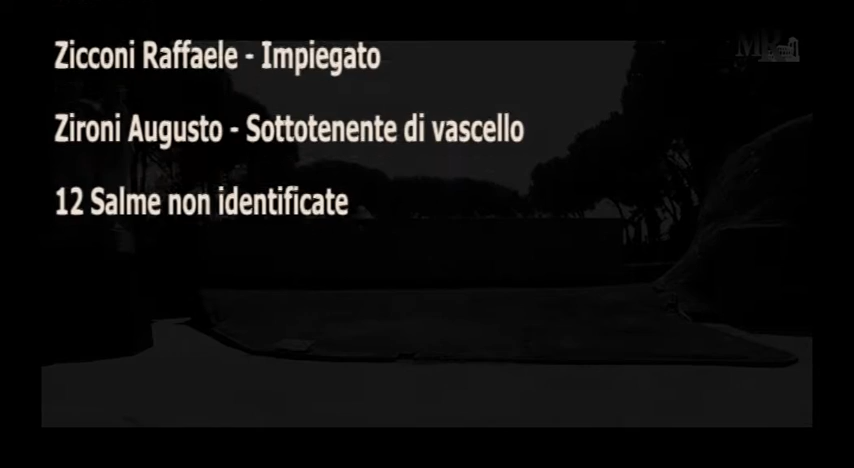 Zicconi Raffaele - Impiegato
Zironi Augusto - Sottotenente di vascello
12 Salme non identificate